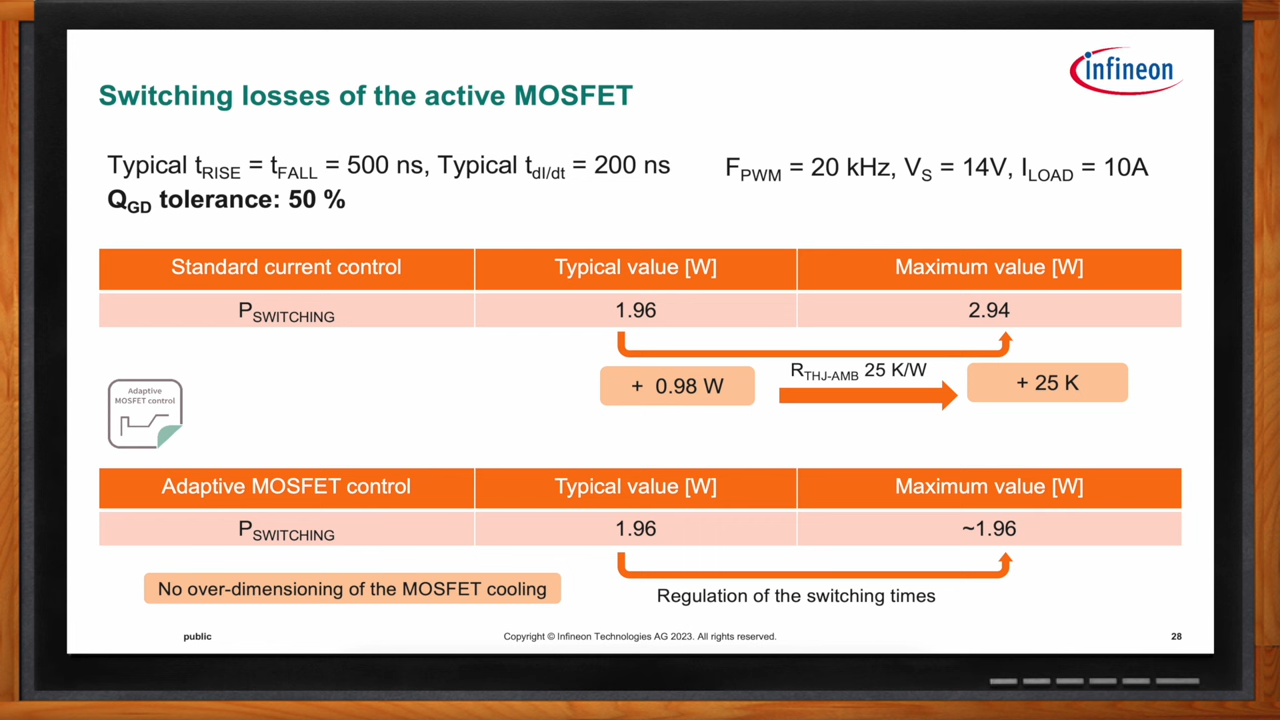 infineon
Switching losses of the active MOSFET
Typical tRISE = tFALL = 500 ns, Typical tdI/dt = 200 ns
FPWM = 20 kHz, VS = 14V, ILOAD = 10A
QGD tolerance: 50 %
Standard current control Typical value [W] Maximum value [W]
PSWITCHING 1.96 2.94
RTHJ-AMB 25 K/W
+ 0.98 W
+ 25 K
Adaptive
MOSFET control
Adaptive MOSFET control Typical value [W] Maximum value [W]
PSWITCHING 1.96 ~1.96
No over-dimensioning of the MOSFET cooling
Regulation of the switching times
public Copyright © Infineon Technologies AG 2023. All rights reserved. 28